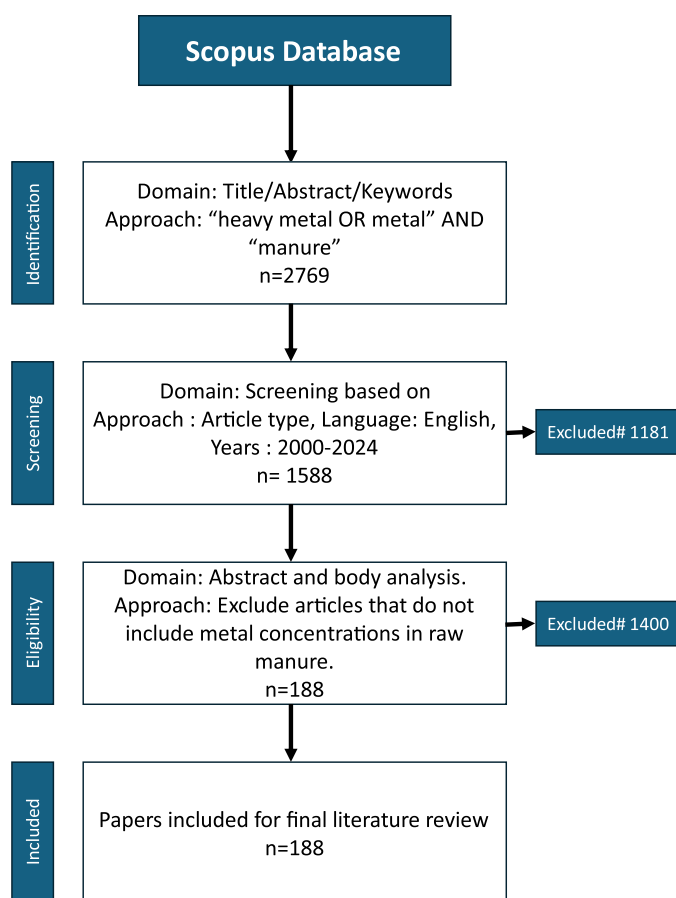 Scopus Database
Identification
Domain: Title/Abstract/Keywords
Approach: “heavy metal OR metal” AND
“manure”
n=2769
Screening
Domain: Screening based on
Approach : Article type, Language: English,
Years : 2000-2024
n= 1588
Excluded# 1181
Eligibility
Domain: Abstract and body analysis.
Approach: Exclude articles that do not
include metal concentrations in raw
manure.
n=188
Excluded# 1400
Included
Papers included for final literature review
n=188